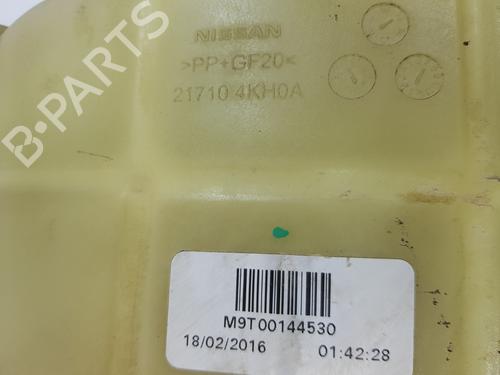 NISSAN
>PP+GF20<
21710 4KH0A
B-Parts
M9T00144530
18/02/2016 01:42:28